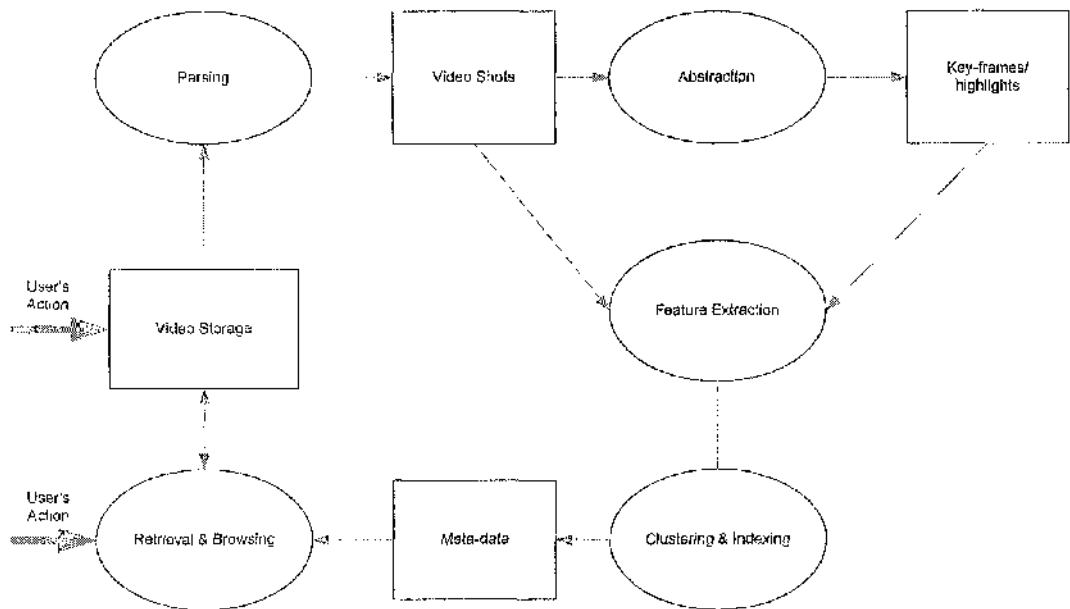 Parsing
Video Shots
Abstraction
Key-frames/
highlights
User's
Action
Video Storage
Feature Extraction
User's
Action
Retrieval & Browsing
Meta-data
Clustering & Indexing